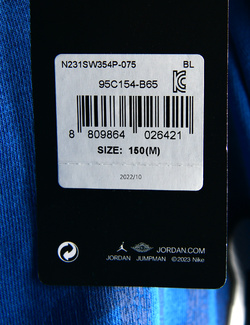 N231SW354P-075 BL
95C154-B65
8 809864 026421
SIZE: 150(M)
2022/10
JORDAN.COM
JORDAN JUMPMAN ©2023 Nike